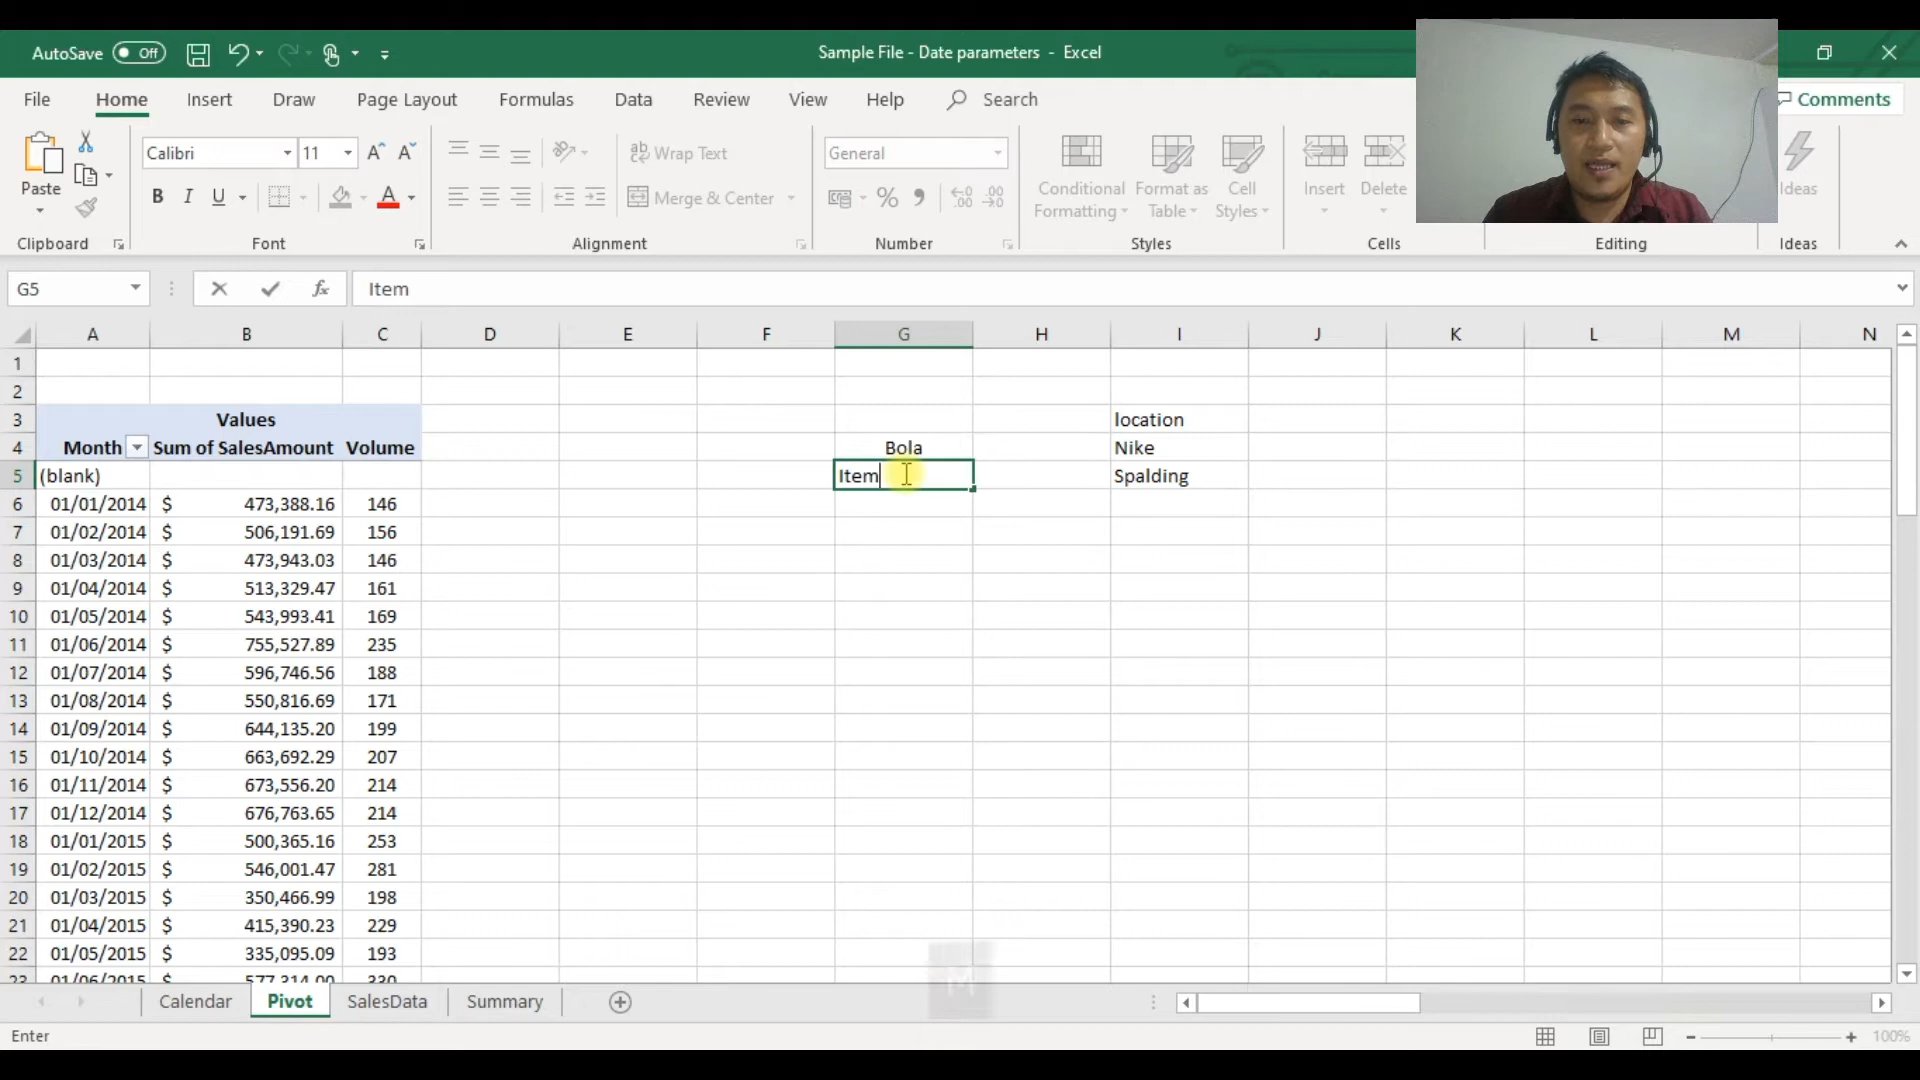 AutoSave Off
Sample File - Date parameters - Excel
File Home Insert Draw Page Layout Formulas Data Review View Help Search Comments
Paste
Calibri 11
Wrap Text
Merge & Center
General
Conditional Formatting
Format as Table
Cell Styles
Insert Delete
Ideas
Clipboard Font Alignment Number Styles Cells Editing Ideas
G5 fx Item
A B C D E F G H I J K L M N
1
2
3 Values location
4 Month Sum of SalesAmount Volume Bola Nike
5 (blank) Item Spalding
6 01/01/2014 $ 473,388.16 146
7 01/02/2014 $ 506,191.69 156
8 01/03/2014 $ 473,943.03 146
9 01/04/2014 $ 513,329.47 161
10 01/05/2014 $ 543,993.41 169
11 01/06/2014 $ 755,527.89 235
12 01/07/2014 $ 596,746.56 188
13 01/08/2014 $ 550,816.69 171
14 01/09/2014 $ 644,135.20 199
15 01/10/2014 $ 663,692.29 207
16 01/11/2014 $ 673,556.20 214
17 01/12/2014 $ 676,763.65 214
18 01/01/2015 $ 500,365.16 253
19 01/02/2015 $ 546,001.47 281
20 01/03/2015 $ 350,466.99 198
21 01/04/2015 $ 415,390.23 229
22 01/05/2015 $ 335,095.09 193
23 01/06/2015 $ 577,314.00 330
M
Calendar Pivot SalesData Summary
Enter 100%